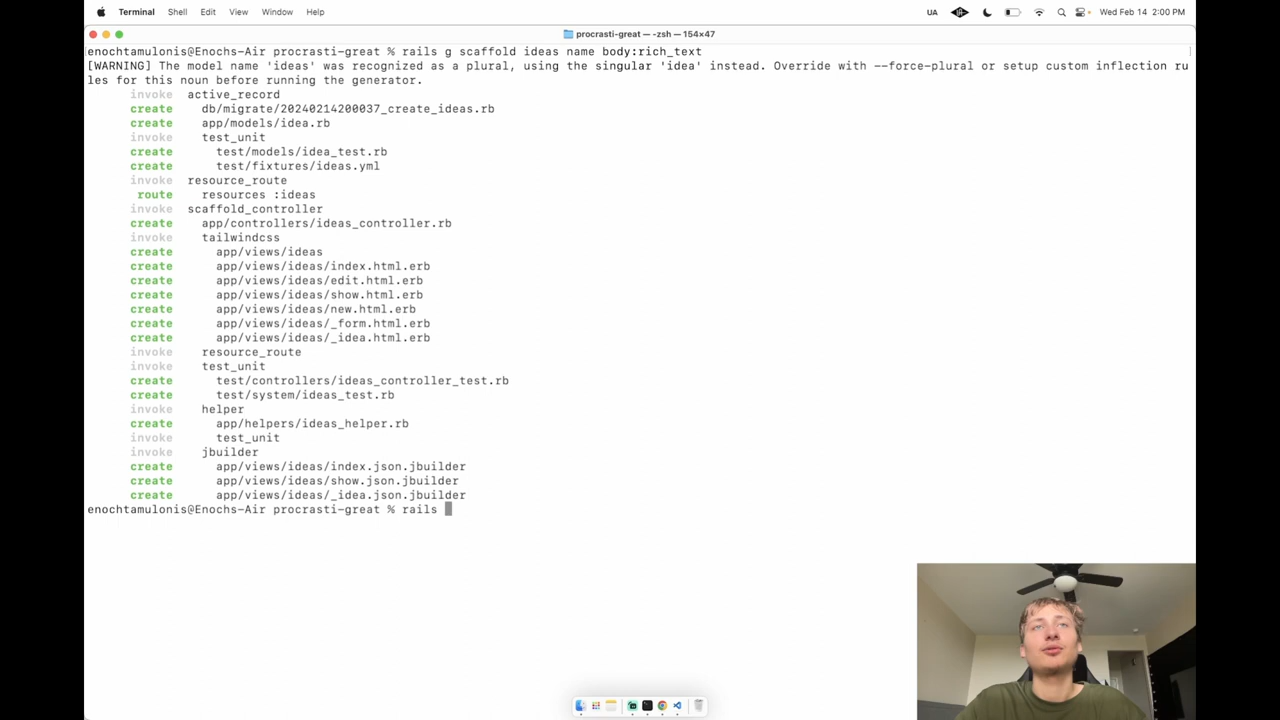 Terminal Shell Edit View Window Help UA Wed Feb 14 2:00 PM
procrasti-great — -zsh — 154×47
enochtamulonis@Enochs-Air procrasti-great % rails g scaffold ideas name body:rich_text
[WARNING] The model name 'ideas' was recognized as a plural, using the singular 'idea' instead. Override with --force-plural or setup custom inflection ru
les for this noun before running the generator.
invoke active_record
create db/migrate/20240214200037_create_ideas.rb
create app/models/idea.rb
invoke test_unit
create test/models/idea_test.rb
create test/fixtures/ideas.yml
invoke resource_route
route resources :ideas
invoke scaffold_controller
create app/controllers/ideas_controller.rb
invoke tailwindcss
create app/views/ideas
create app/views/ideas/index.html.erb
create app/views/ideas/edit.html.erb
create app/views/ideas/show.html.erb
create app/views/ideas/new.html.erb
create app/views/ideas/_form.html.erb
create app/views/ideas/_idea.html.erb
invoke resource_route
invoke test_unit
create test/controllers/ideas_controller_test.rb
create test/system/ideas_test.rb
invoke helper
create app/helpers/ideas_helper.rb
invoke test_unit
invoke jbuilder
create app/views/ideas/index.json.jbuilder
create app/views/ideas/show.json.jbuilder
create app/views/ideas/_idea.json.jbuilder
enochtamulonis@Enochs-Air procrasti-great % rails